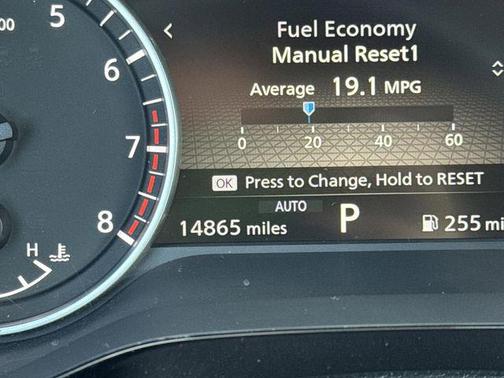 Fuel Economy
Manual Reset1
Average 19.1 MPG
0 20 40 60
OK Press to Change, Hold to RESET
AUTO
14865 miles P 255 mi
5
6
7
8
H